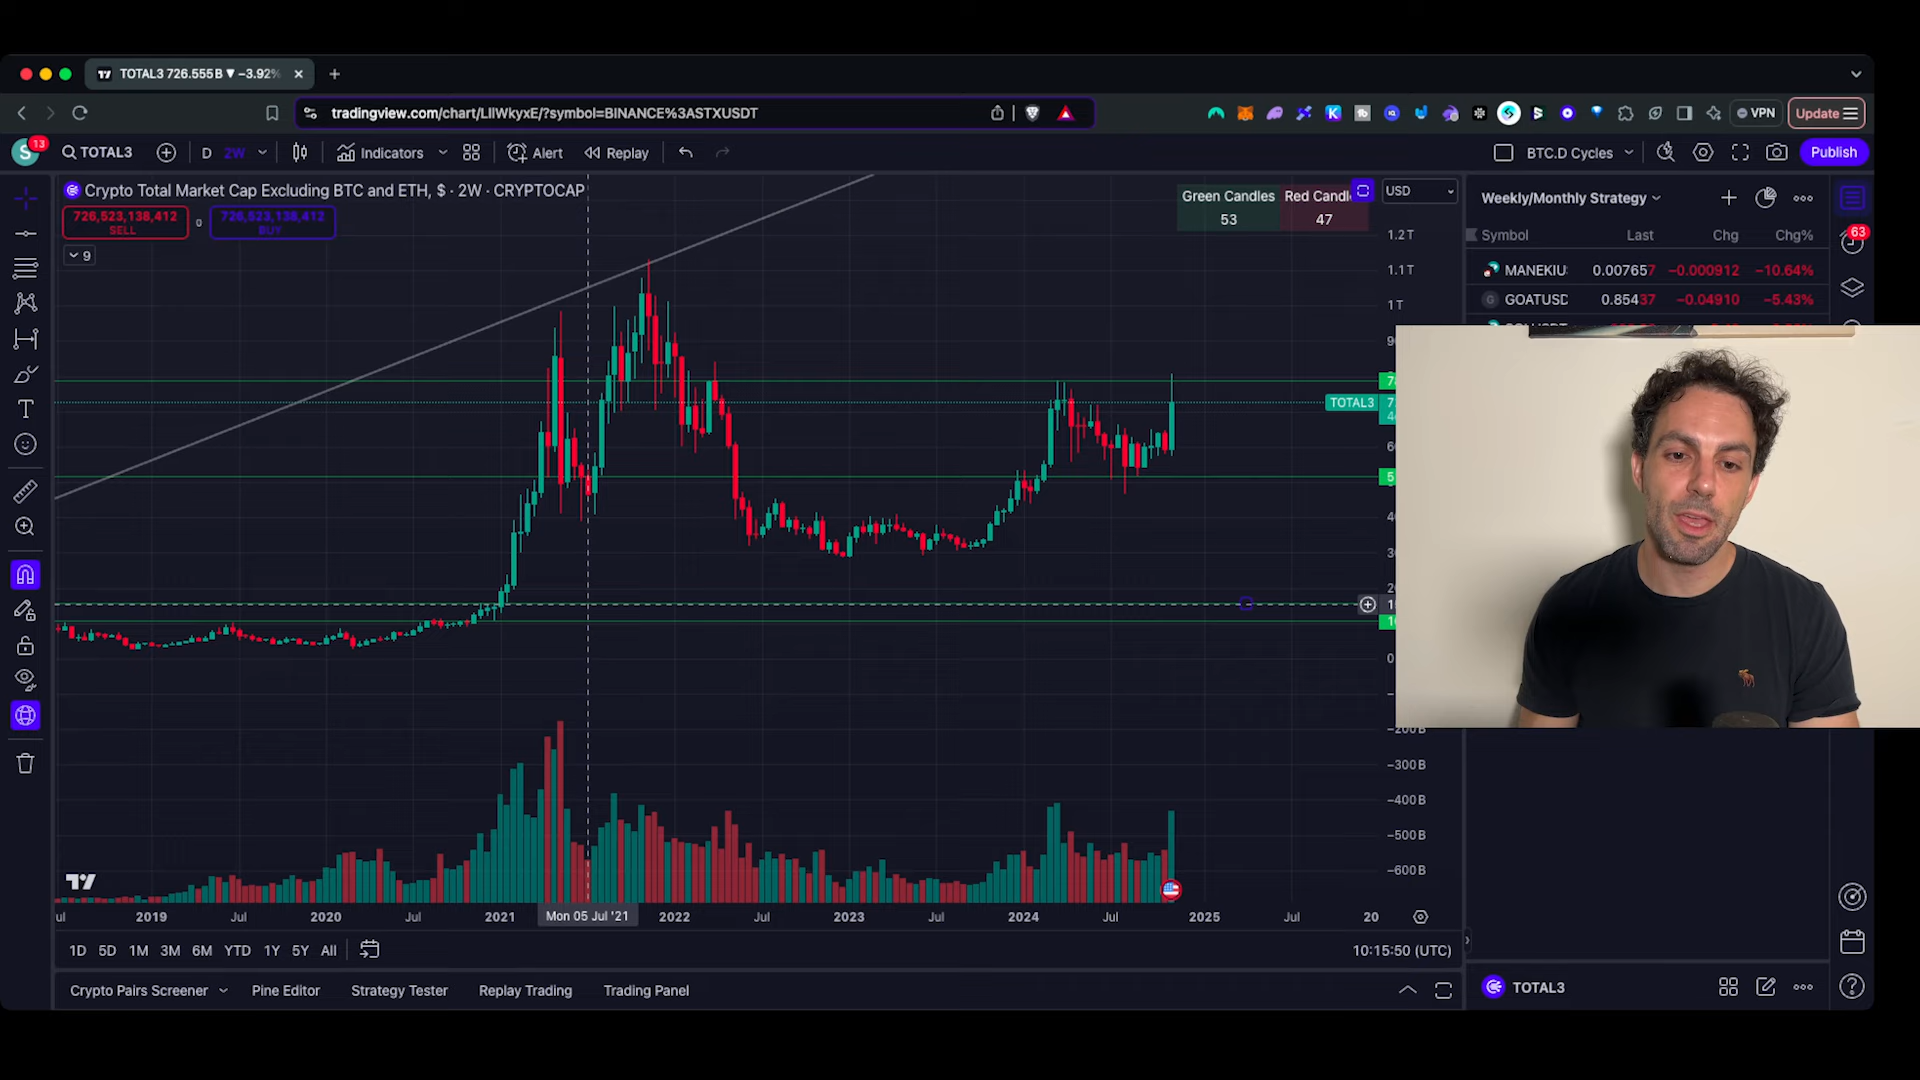 TOTAL3 726.555B ▼ −3.92%
tradingview.com/chart/LIIWkyxE/?symbol=BINANCE%3ASTXUSDT
VPN
Update
S
13
TOTAL3
D
2W
Indicators
Alert
Replay
BTC.D Cycles
Publish
Crypto Total Market Cap Excluding BTC and ETH, $ · 2W · CRYPTOCAP
726,523,138,412
SELL
0
726,523,138,412
BUY
9
Green Candles
53
Red Candl
47
USD
1.2T
1.1T
1T
TOTAL3
−300B
−400B
−500B
−600B
Weekly/Monthly Strategy
Symbol
Last
Chg
Chg%
MANEKIU
0.007657
−0.000912
−10.64%
GOATUSD
0.85437
−0.04910
−5.43%
63
2019
Jul
2020
Jul
2021
Mon 05 Jul '21
2022
Jul
2023
Jul
2024
Jul
2025
Jul
20
1D
5D
1M
3M
6M
YTD
1Y
5Y
All
10:15:50 (UTC)
Crypto Pairs Screener
Pine Editor
Strategy Tester
Replay Trading
Trading Panel
TOTAL3